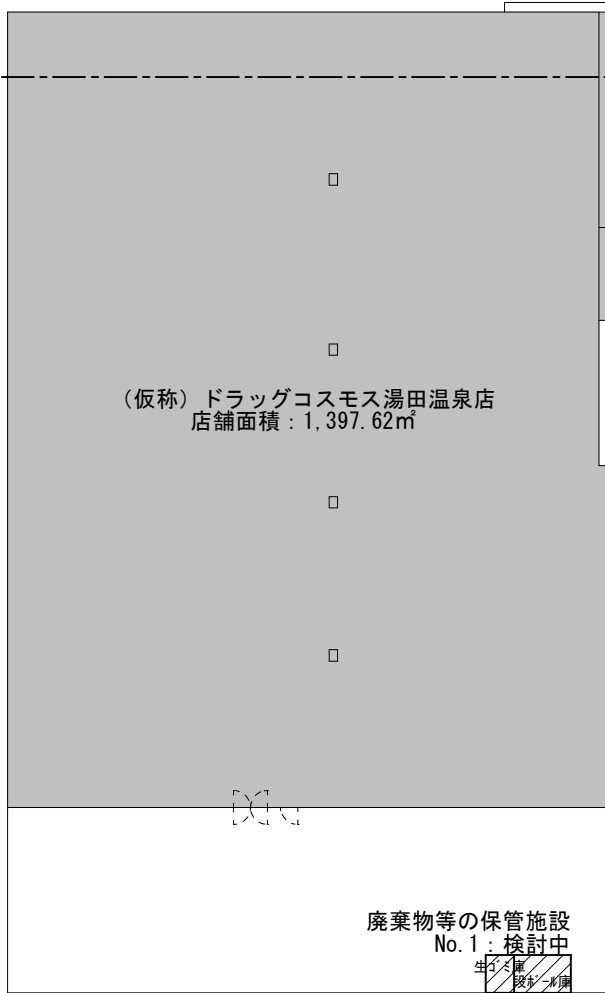 （仮称）ドラッグコスモス湯田温泉店
店舗面積：1,397.62㎡
廃棄物等の保管施設
No.1：検討中
生ゴミ庫
段ボール庫